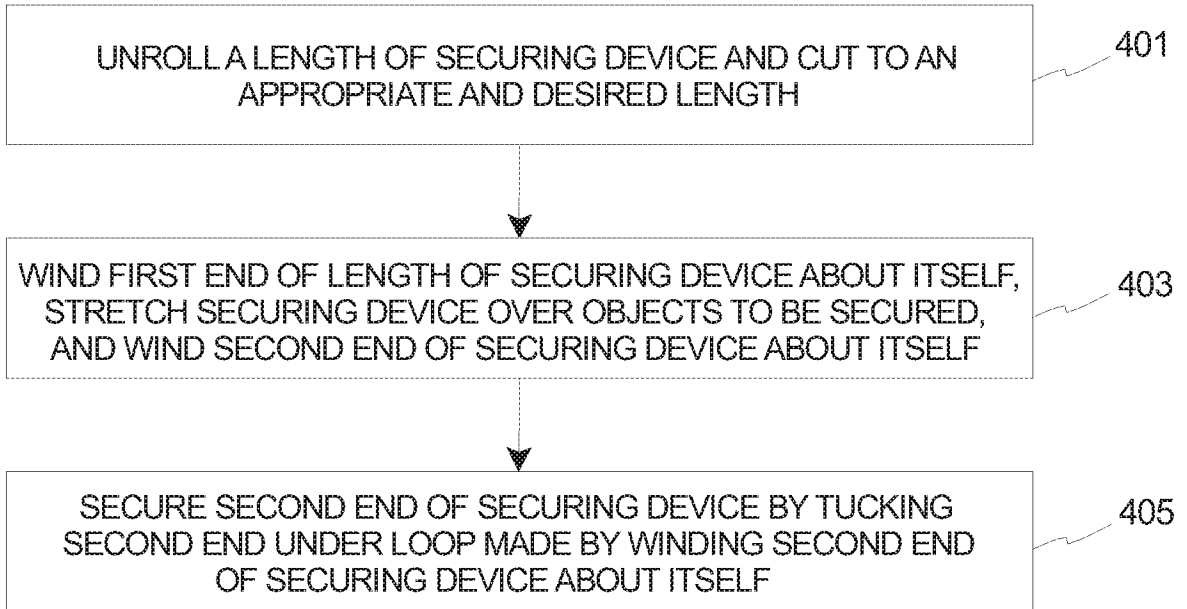 UNROLL A LENGTH OF SECURING DEVICE AND CUT TO AN
APPROPRIATE AND DESIRED LENGTH
401
WIND FIRST END OF LENGTH OF SECURING DEVICE ABOUT ITSELF,
STRETCH SECURING DEVICE OVER OBJECTS TO BE SECURED,
AND WIND SECOND END OF SECURING DEVICE ABOUT ITSELF
403
SECURE SECOND END OF SECURING DEVICE BY TUCKING
SECOND END UNDER LOOP MADE BY WINDING SECOND END
OF SECURING DEVICE ABOUT ITSELF
405